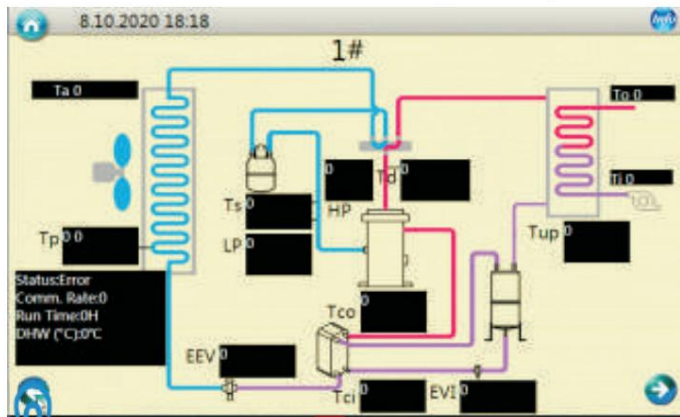 8.10.2020 18:18
Info
1#
Ta 0
To 0
0
Td 0
Ti 0
Ts 0
HP
Tp 0 0
LP 0
Tup 0
Status:Error
Comm. Rate:0
Run Time:0H
DHW (°C):0°C
Tco 0
EEV 0
Tci 0
EVI 0